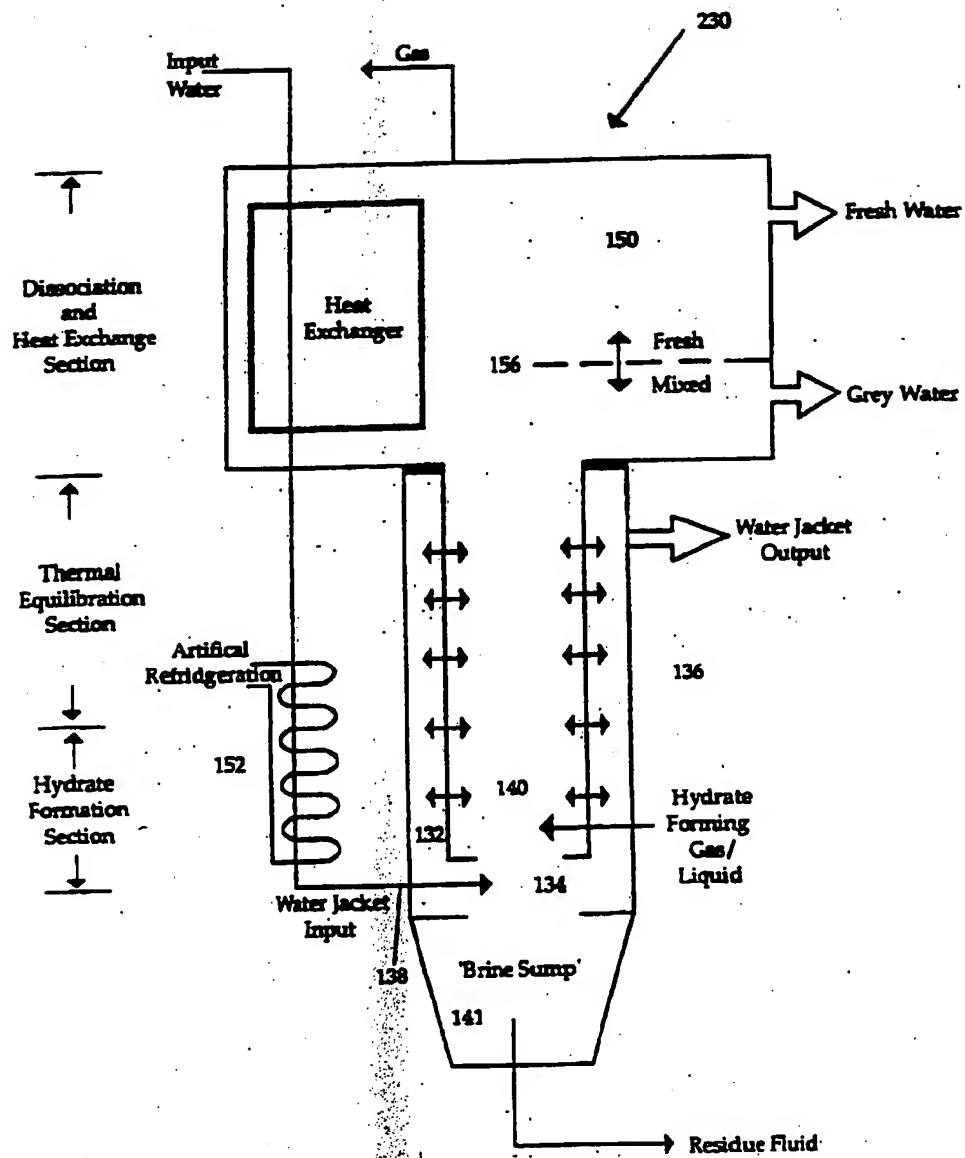 230
Input
Water
Gas
Fresh Water
150
Dissociation
and
Heat Exchange
Section
Heat
Exchanger
156
Fresh
Mixed
Grey Water
Water Jacket
Output
Thermal
Equilibration
Section
Artifical
Refridgeration
136
152
Hydrate
Formation
Section
140
132
Hydrate
Forming
Gas/
Liquid
134
Water Jacket
Input
138
'Brine Sump'
141
Residue Fluid